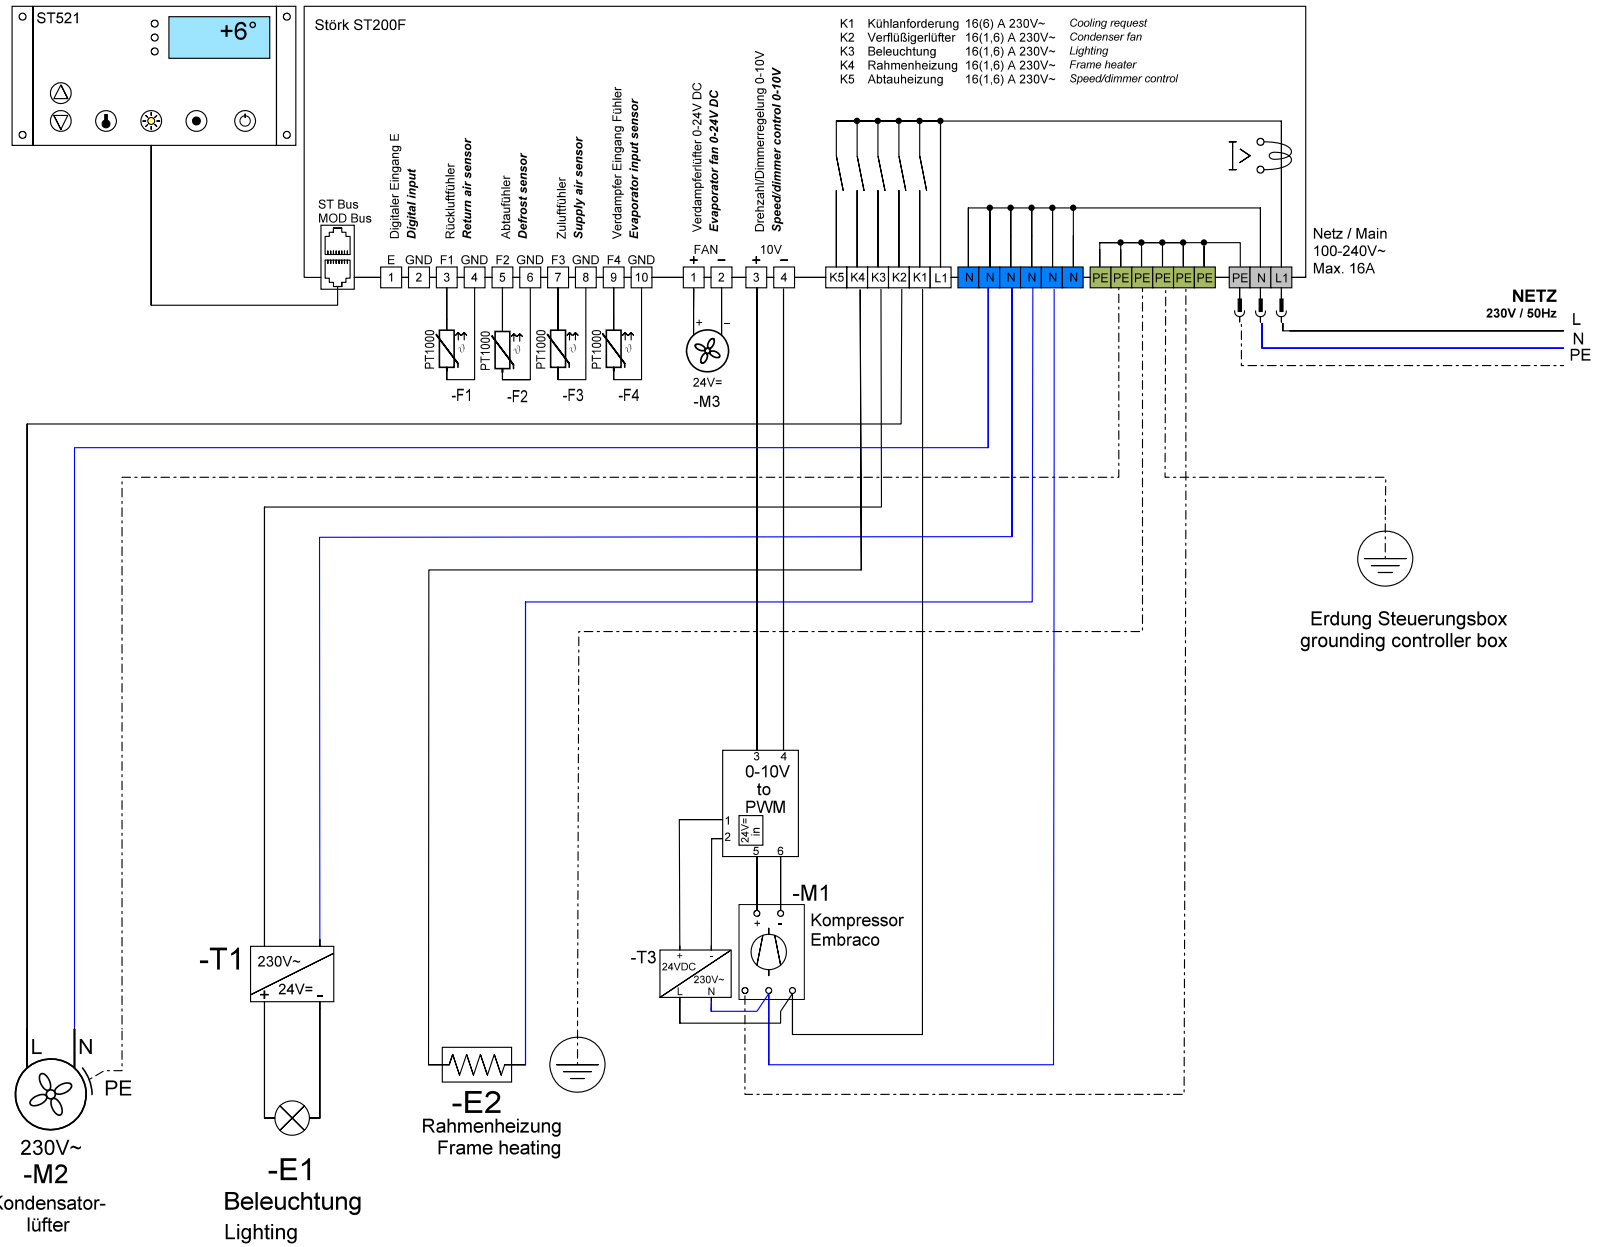 ST521
+6°
Störk ST200F
K1 Kühlanforderung 16(6) A 230V~ Cooling request
K2 Verflüßigerlüfter 16(1,6) A 230V~ Condenser fan
K3 Beleuchtung 16(1,6) A 230V~ Lighting
K4 Rahmenheizung 16(1,6) A 230V~ Frame heater
K5 Abtauheizung 16(1,6) A 230V~ Speed/dimmer control
ST Bus
MOD Bus
Digitaler Eingang E
Digital input
Rückluftfühler
Return air sensor
Abtaufühler
Defrost sensor
Zuluftfühler
Supply air sensor
Verdampfer Eingang Fühler
Evaporator input sensor
Verdampferlüfter 0-24V DC
Evaporator fan 0-24V DC
Drehzahl/Dimmerregelung 0-10V
Speed/dimmer control 0-10V
I >
E GND F1 GND F2 GND F3 GND F4 GND
FAN
+ −
10V
+ −
1 2 3 4 5 6 7 8 9 10
1 2
3 4
K5 K4 K3 K2 K1 L1
N N N N N N
PE PE PE PE PE PE
PE N L1
Netz / Main
100-240V~
Max. 16A
NETZ
230V / 50Hz
L
N
PE
PT1000
-F1
PT1000
-F2
PT1000
-F3
PT1000
-F4
+ −
24V=
-M3
Erdung Steuerungsbox
grounding controller box
3 4
0-10V
to
PWM
1
2
24V=
in
5 6
-M1
+ -
Kompressor
Embraco
-T3
+ -
24VDC
230V~
L N
-T1
230V~
+ 24V= -
L N
PE
230V~
-M2
Kondensator-
lüfter
-E1
Beleuchtung
Lighting
-E2
Rahmenheizung
Frame heating